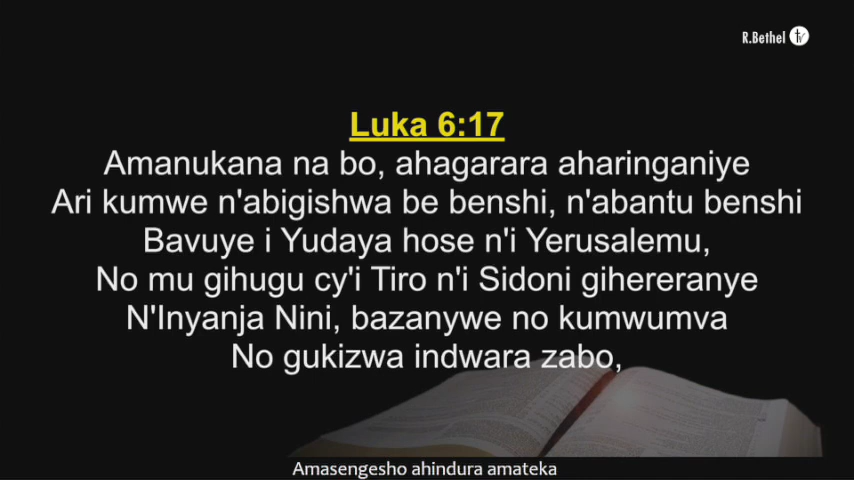 R.Bethel tv
Luka 6:17
Amanukana na bo, ahagarara aharinganiye
Ari kumwe n'abigishwa be benshi, n'abantu benshi
Bavuye i Yudaya hose n'i Yerusalemu,
No mu gihugu cy'i Tiro n'i Sidoni gihereranye
N'Inyanja Nini, bazanywe no kumwumva
No gukizwa indwara zabo,
Amasengesho ahindura amateka